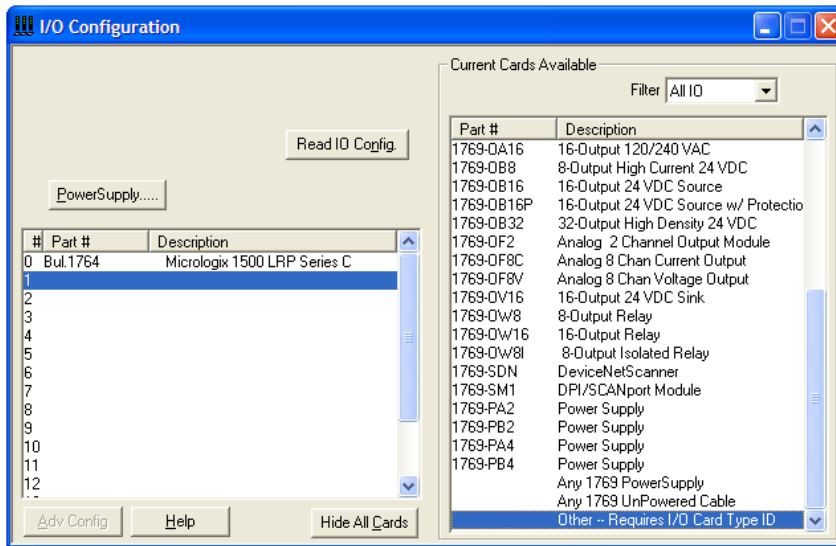 I/O Configuration
Read IO Config.
PowerSupply.....
# Part # Description
0 Bul.1764 Micrologix 1500 LRP Series C
1
2
3
4
5
6
7
8
9
10
11
12
Adv Config Help Hide All Cards
Current Cards Available
Filter All IO
Part # Description
1769-OA16 16-Output 120/240 VAC
1769-OB8 8-Output High Current 24 VDC
1769-OB16 16-Output 24 VDC Source
1769-OB16P 16-Output 24 VDC Source w/ Protectio
1769-OB32 32-Output High Density 24 VDC
1769-OF2 Analog 2 Channel Output Module
1769-OF8C Analog 8 Chan Current Output
1769-OF8V Analog 8 Chan Voltage Output
1769-OV16 16-Output 24 VDC Sink
1769-OW8 8-Output Relay
1769-OW16 16-Output Relay
1769-OW8I 8-Output Isolated Relay
1769-SDN DeviceNetScanner
1769-SM1 DPI/SCANport Module
1769-PA2 Power Supply
1769-PB2 Power Supply
1769-PA4 Power Supply
1769-PB4 Power Supply
Any 1769 PowerSupply
Any 1769 UnPowered Cable
Other -- Requires I/O Card Type ID